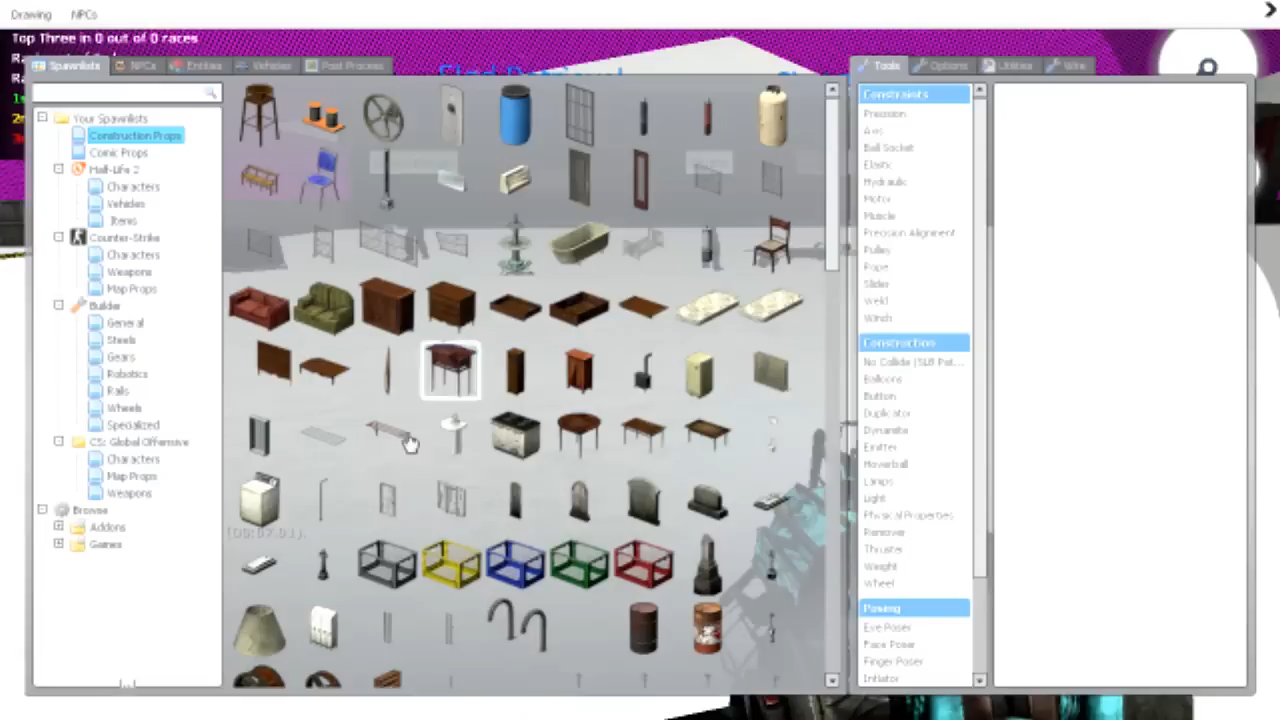 Drawing NPCs
Top Three in 0 out of 0 races
Spawnlists NPCs Entities Vehicles Post Process
Tools Options Utilities Wire
Your Spawnlists
Construction Props
Comic Props
Half-Life 2
Characters
Vehicles
Items
Counter-Strike
Characters
Weapons
Map Props
Builder
General
Steels
Gears
Robotics
Rails
Wheels
Specialized
CS: Global Offensive
Characters
Map Props
Weapons
Browse
Addons
Games
Constraints
Precision
Axis
Ball Socket
Elastic
Hydraulic
Motor
Muscle
Precision Alignment
Pulley
Rope
Slider
Weld
Winch
Construction
No Collide (SLB Pat...
Balloons
Button
Duplicator
Dynamite
Emitter
Hoverball
Lamps
Light
Physical Properties
Remover
Thruster
Weight
Wheel
Posing
Eye Poser
Face Poser
Finger Poser
Inflator